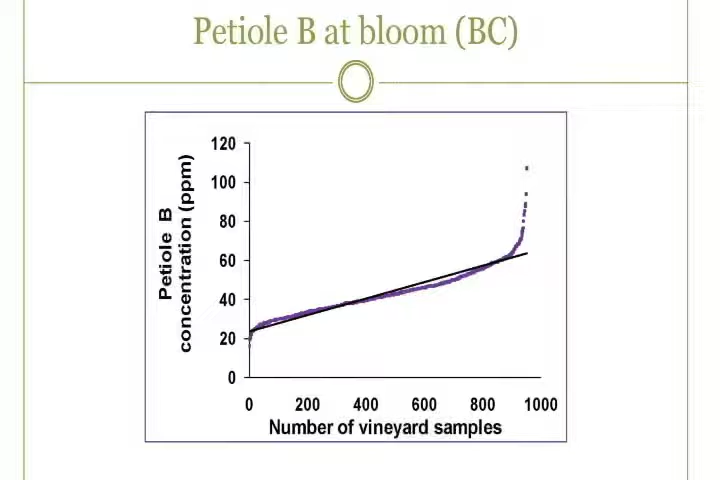 Petiole B at bloom (BC)
Petiole B
concentration (ppm)
120
100
80
60
40
20
0
0 200 400 600 800 1000
Number of vineyard samples